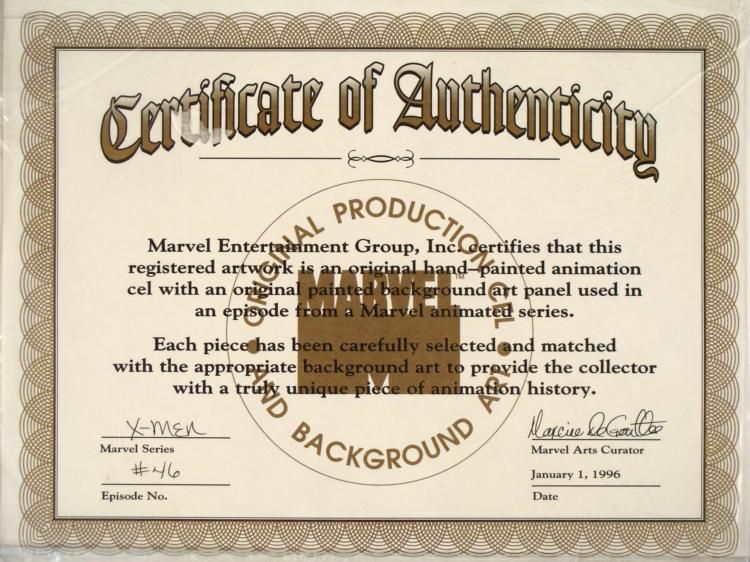 Certificate of Authenticity
ORIGINAL PRODUCTION CEL
AND BACKGROUND ART
MARVEL™
Marvel Entertainment Group, Inc. certifies that this
registered artwork is an original hand–painted animation
cel with an original painted background art panel used in
an episode from a Marvel animated series.
Each piece has been carefully selected and matched
with the appropriate background art to provide the collector
with a truly unique piece of animation history.
X-MEN
Marvel Series
#46
Episode No.
Marvel Arts Curator
January 1, 1996
Date